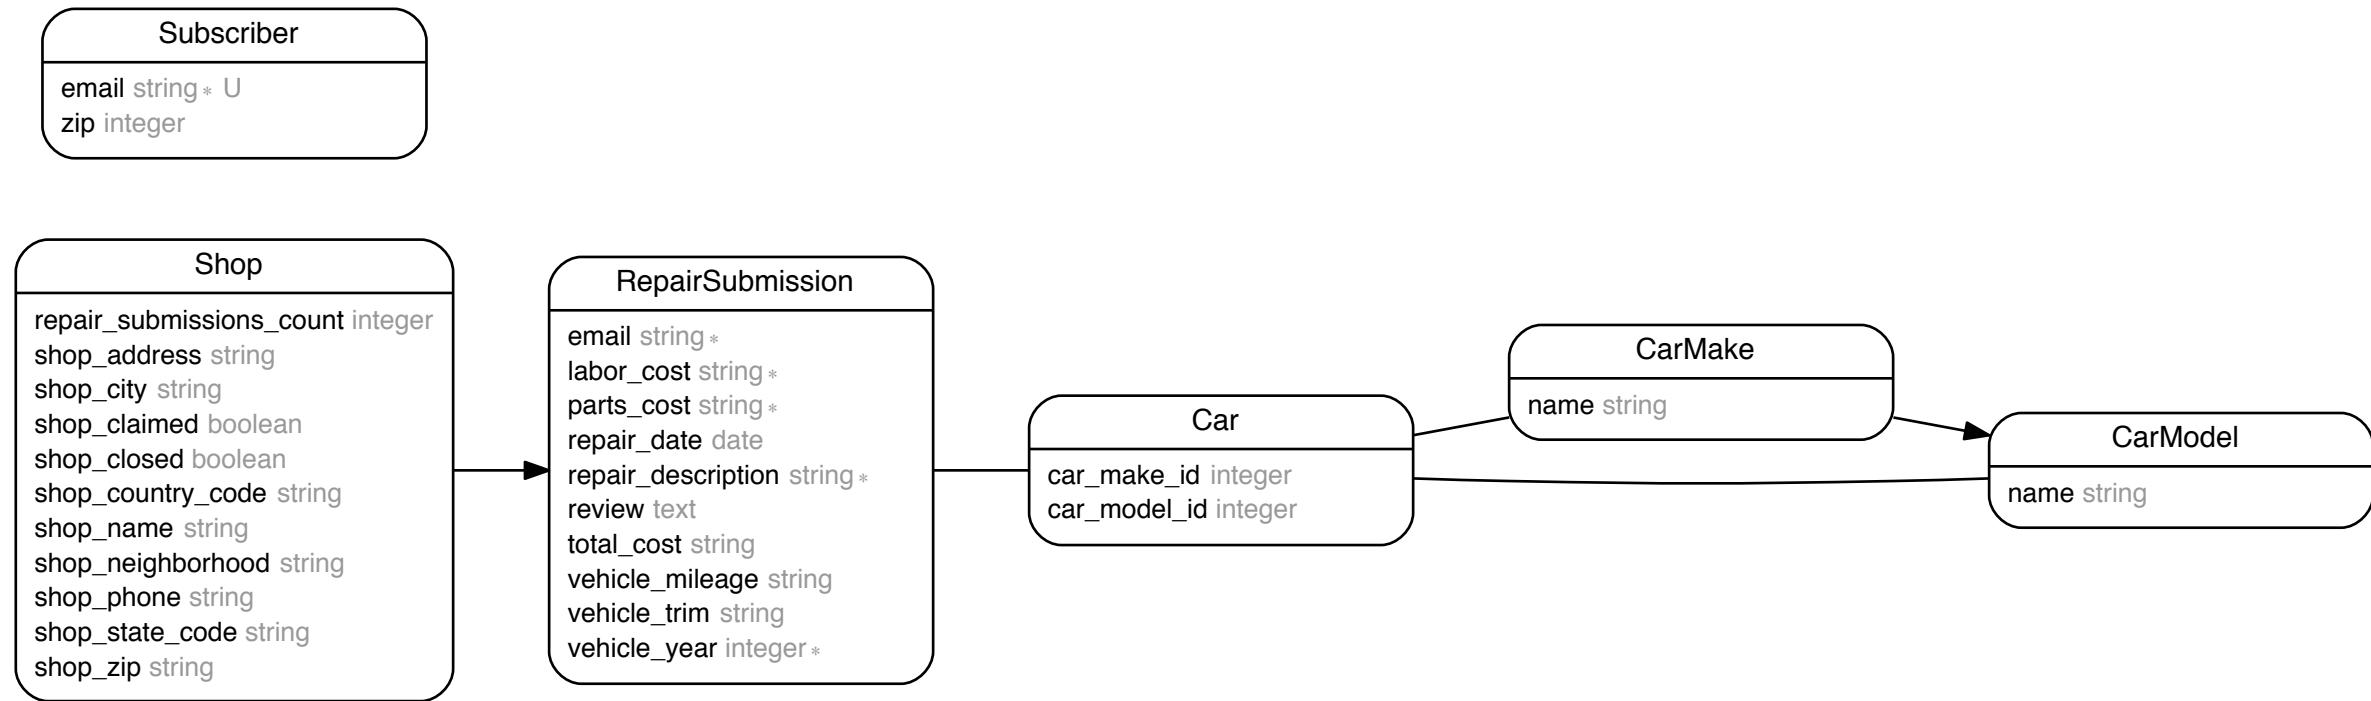 Subscriber
email string* U
zip integer
Shop
repair_submissions_count integer
shop_address string
shop_city string
shop_claimed boolean
shop_closed boolean
shop_country_code string
shop_name string
shop_neighborhood string
shop_phone string
shop_state_code string
shop_zip string
RepairSubmission
email string*
labor_cost string*
parts_cost string*
repair_date date
repair_description string*
review text
total_cost string
vehicle_mileage string
vehicle_trim string
vehicle_year integer*
Car
car_make_id integer
car_model_id integer
CarMake
name string
CarModel
name string